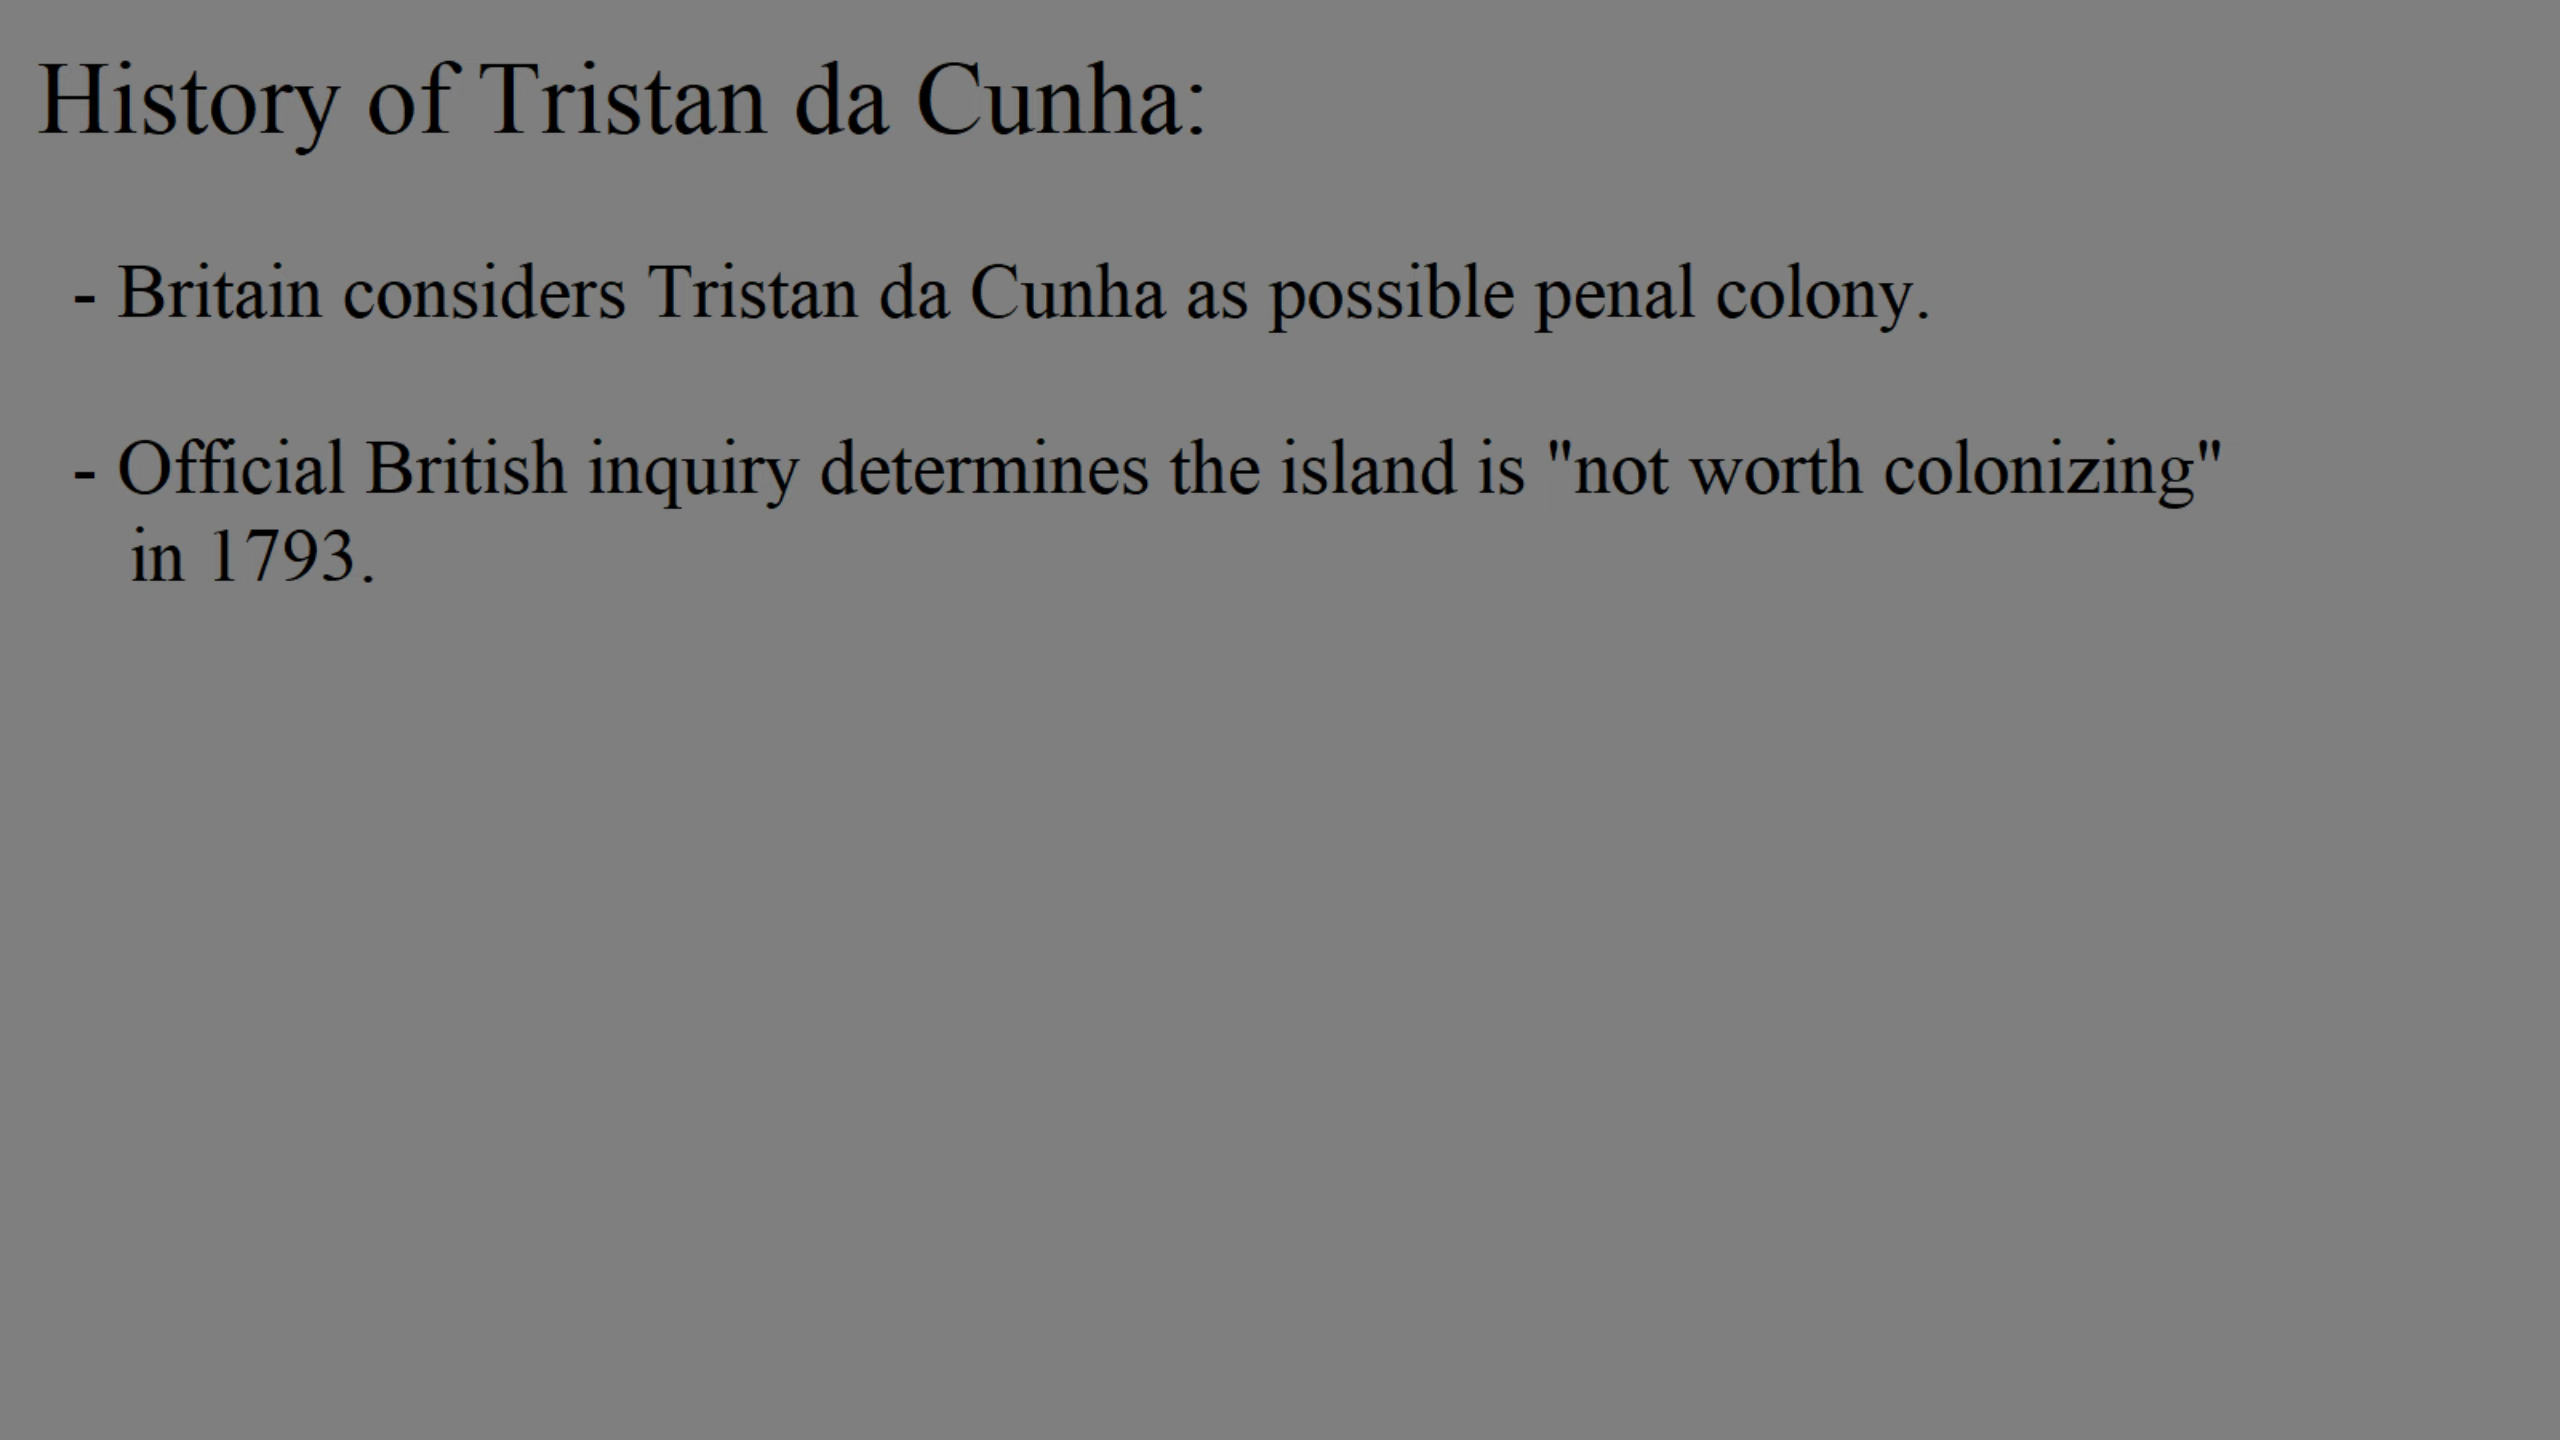 History of Tristan da Cunha:
- Britain considers Tristan da Cunha as possible penal colony.
- Official British inquiry determines the island is "not worth colonizing"
in 1793.